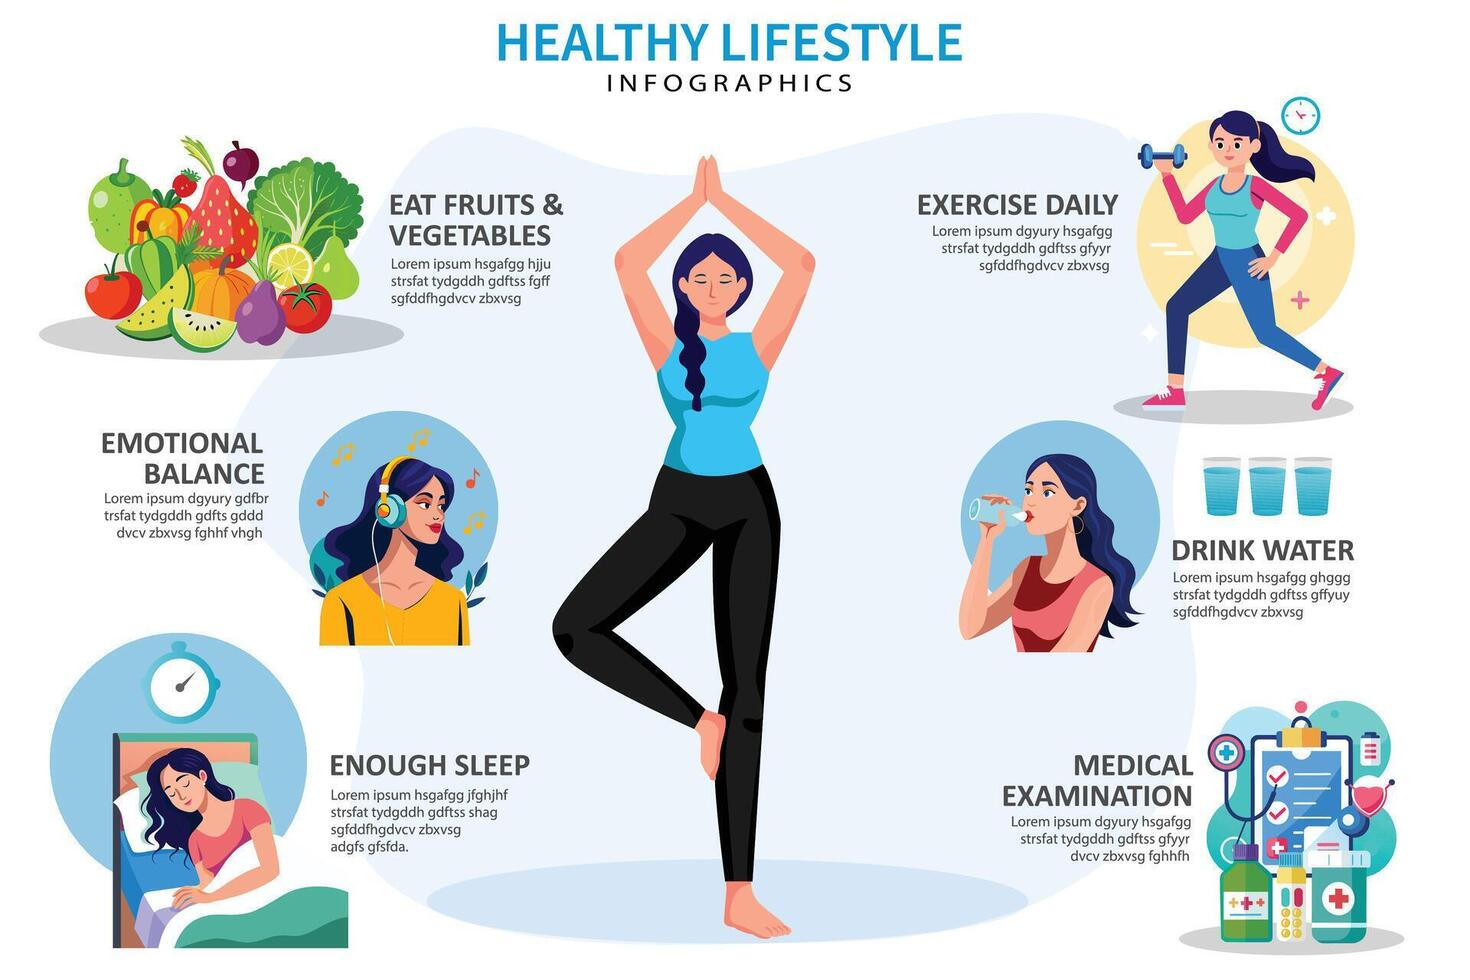 HEALTHY LIFESTYLE
INFOGRAPHICS
EAT FRUITS &
VEGETABLES
Lorem ipsum hsgafgg hjju
strsfat tydgddh gdftss fgff
sgfddfhgdvcv zbxvsg
EXERCISE DAILY
Lorem ipsum dgyury hsgafgg
strsfat tydgddh gdftss gfyyr
sgfddfhgdvcv zbxvsg
EMOTIONAL
BALANCE
Lorem ipsum dgyury gdfbr
trsfat tydgddh gdfts gddd
dvcv zbxvsg fghhf vhgh
DRINK WATER
Lorem ipsum hsgafgg ghggg
strsfat tydgddh gdftss gffyuy
sgfddfhgdvcv zbxvsg
ENOUGH SLEEP
Lorem ipsum hsgafgg jfghjhf
strsfat tydgddh gdftss shag
sgfddfhgdvcv zbxvsg
adgfs gfsfda.
MEDICAL
EXAMINATION
Lorem ipsum dgyury hsgafgg
strsfat tydgddh gdftss gfyyr
dvcv zbxvsg fghhfh